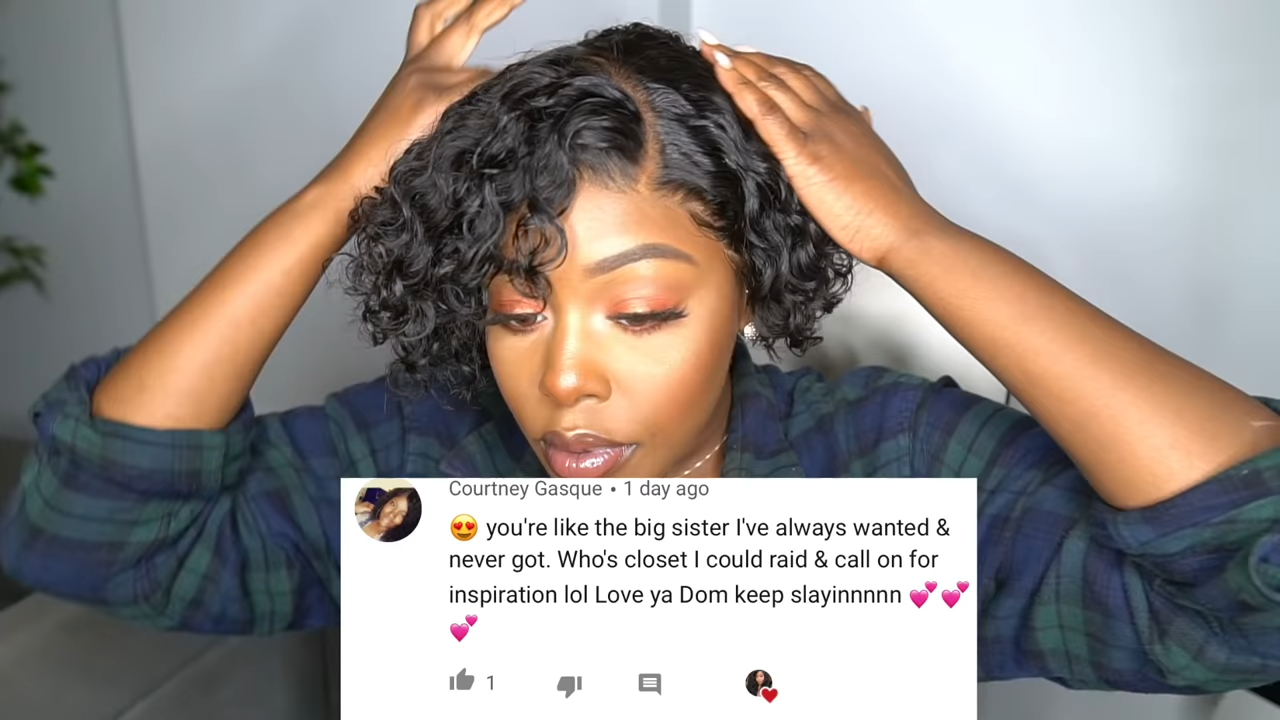 Courtney Gasque • 1 day ago
😍 you're like the big sister I've always wanted &
never got. Who's closet I could raid & call on for
inspiration lol Love ya Dom keep slayinnnnn 💕💕
💕
1